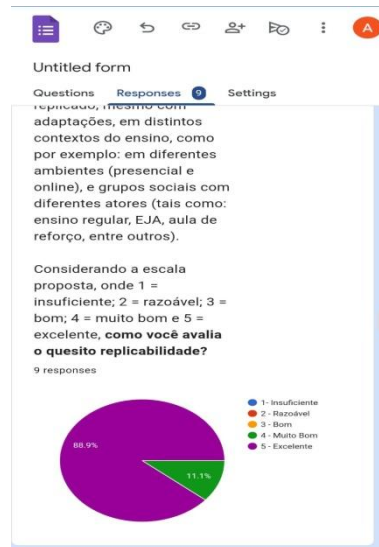 A
Untitled form
Questions Responses 9 Settings
replicado, mesmo com
adaptações, em distintos
contextos do ensino, como
por exemplo: em diferentes
ambientes (presencial e
online), e grupos sociais com
diferentes atores (tais como:
ensino regular, EJA, aula de
reforço, entre outros).
Considerando a escala
proposta, onde 1 =
insuficiente; 2 = razoável; 3 =
bom; 4 = muito bom e 5 =
excelente, como você avalia
o quesito replicabilidade?
9 responses
1- Insuficiente
2 - Razoável
3 - Bom
4 - Muito Bom
5 - Excelente
88.9%
11.1%